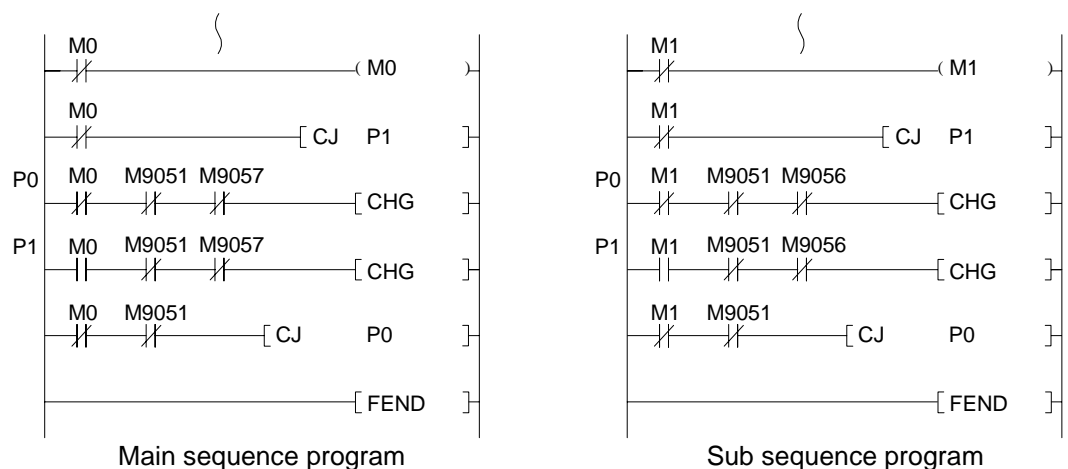 M0
( M0 )
M0
[ CJ P1 ]
P0 M0 M9051 M9057
[ CHG ]
P1 M0 M9051 M9057
[ CHG ]
M0 M9051
[ CJ P0 ]
[ FEND ]
Main sequence program
M1
( M1 )
M1
[ CJ P1 ]
P0 M1 M9051 M9056
[ CHG ]
P1 M1 M9051 M9056
[ CHG ]
M1 M9051
[ CJ P0 ]
[ FEND ]
Sub sequence program